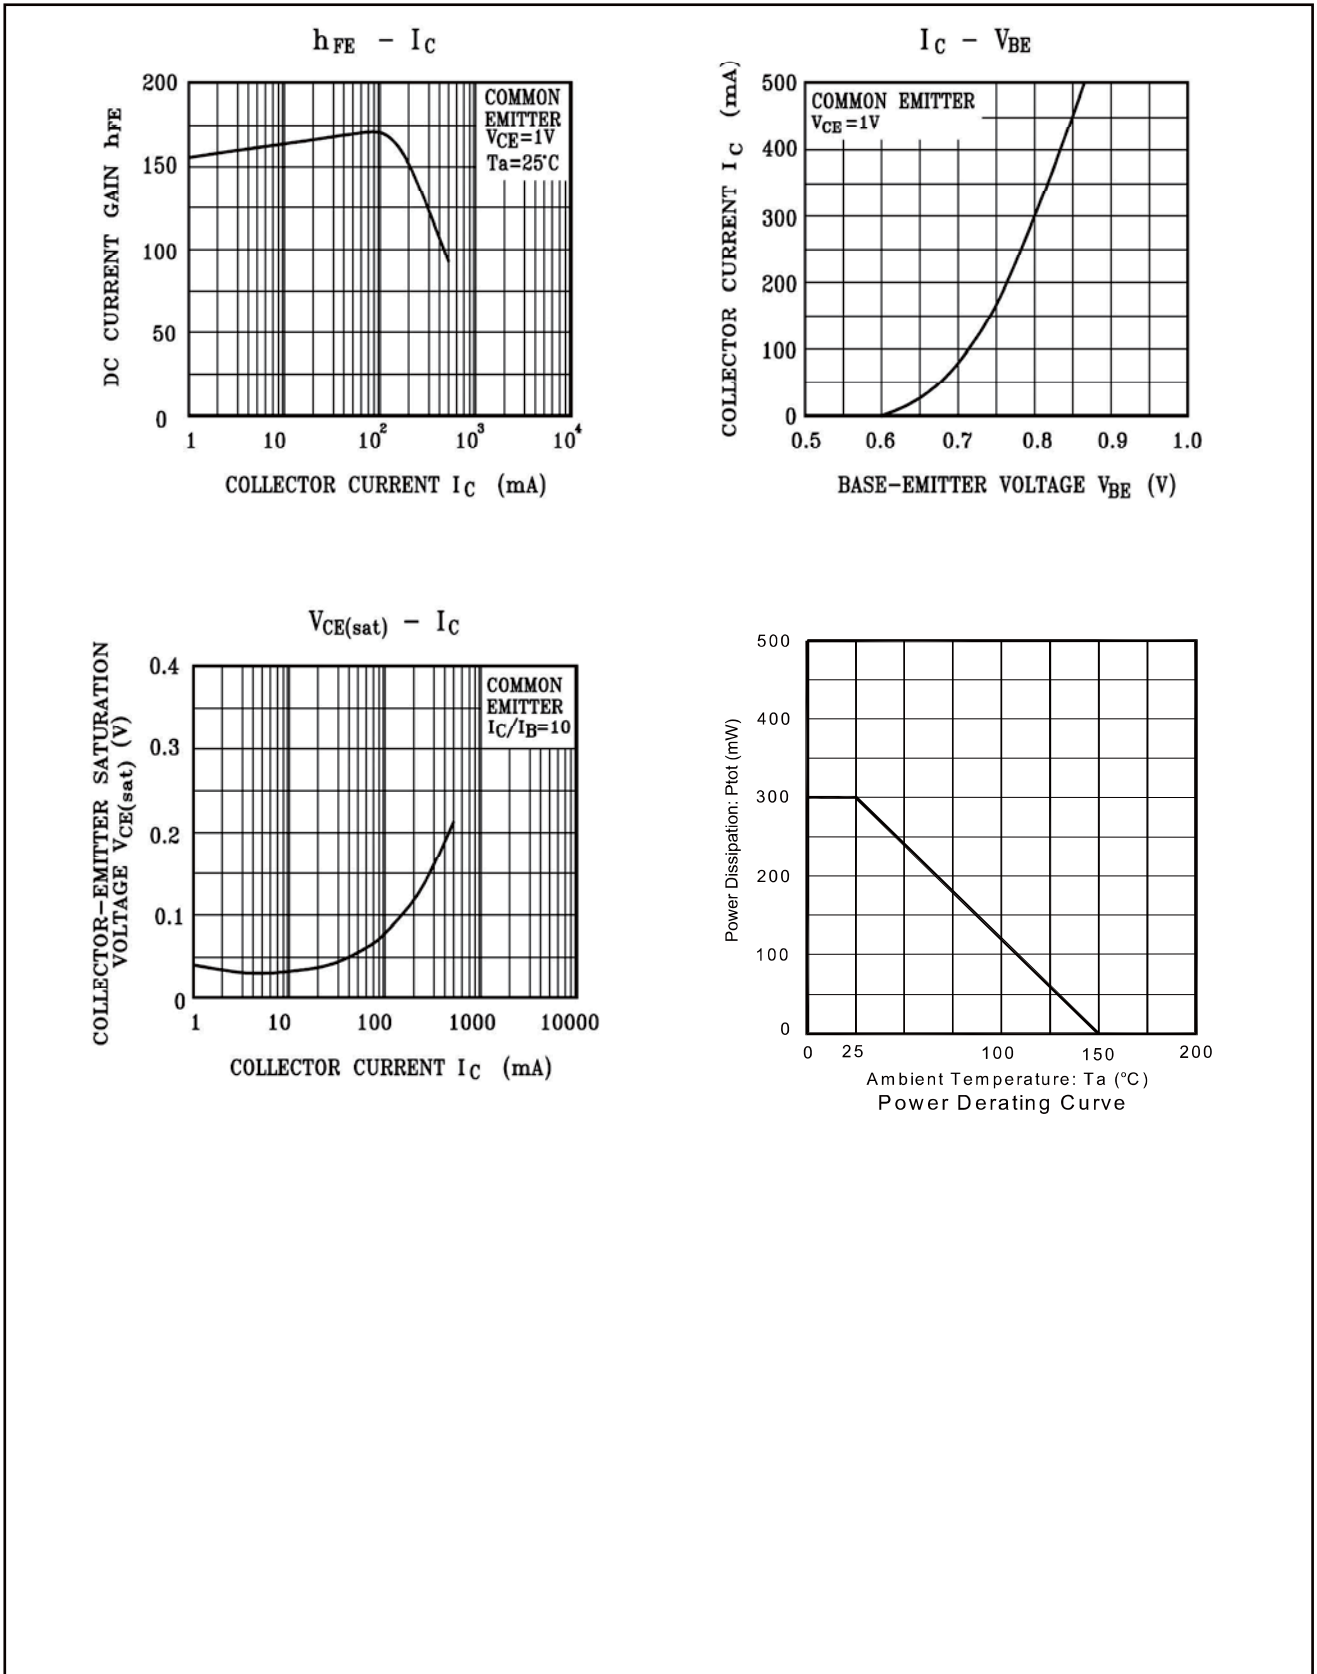 hFE - IC
200
150
100
50
0
DC CURRENT GAIN hFE
COMMON
EMITTER
VCE=1V
Ta=25°C
1 10 10² 10³ 10⁴
COLLECTOR CURRENT IC (mA)
IC - VBE
500
400
300
200
100
0
COLLECTOR CURRENT IC (mA)
COMMON EMITTER
VCE=1V
0.5 0.6 0.7 0.8 0.9 1.0
BASE-EMITTER VOLTAGE VBE (V)
VCE(sat) - IC
0.4
0.3
0.2
0.1
0
COLLECTOR-EMITTER SATURATION
VOLTAGE VCE(sat) (V)
COMMON
EMITTER
IC/IB=10
1 10 100 1000 10000
COLLECTOR CURRENT IC (mA)
500
400
300
200
100
0
Power Dissipation: Ptot (mW)
0 25 100 150 200
Ambient Temperature: Ta (°C)
Power Derating Curve